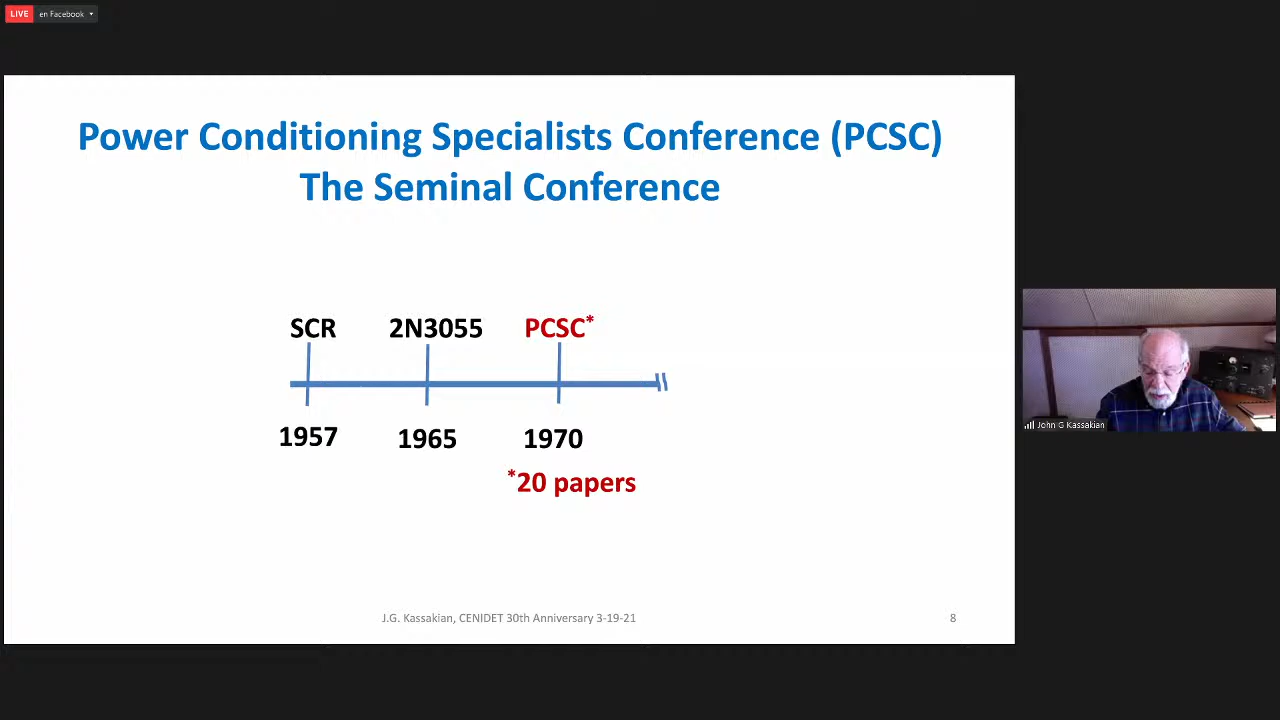 LIVE en Facebook
Power Conditioning Specialists Conference (PCSC)
The Seminal Conference
SCR 2N3055 PCSC*
1957 1965 1970
*20 papers
John G Kassakian
J.G. Kassakian, CENIDET 30th Anniversary 3-19-21 8